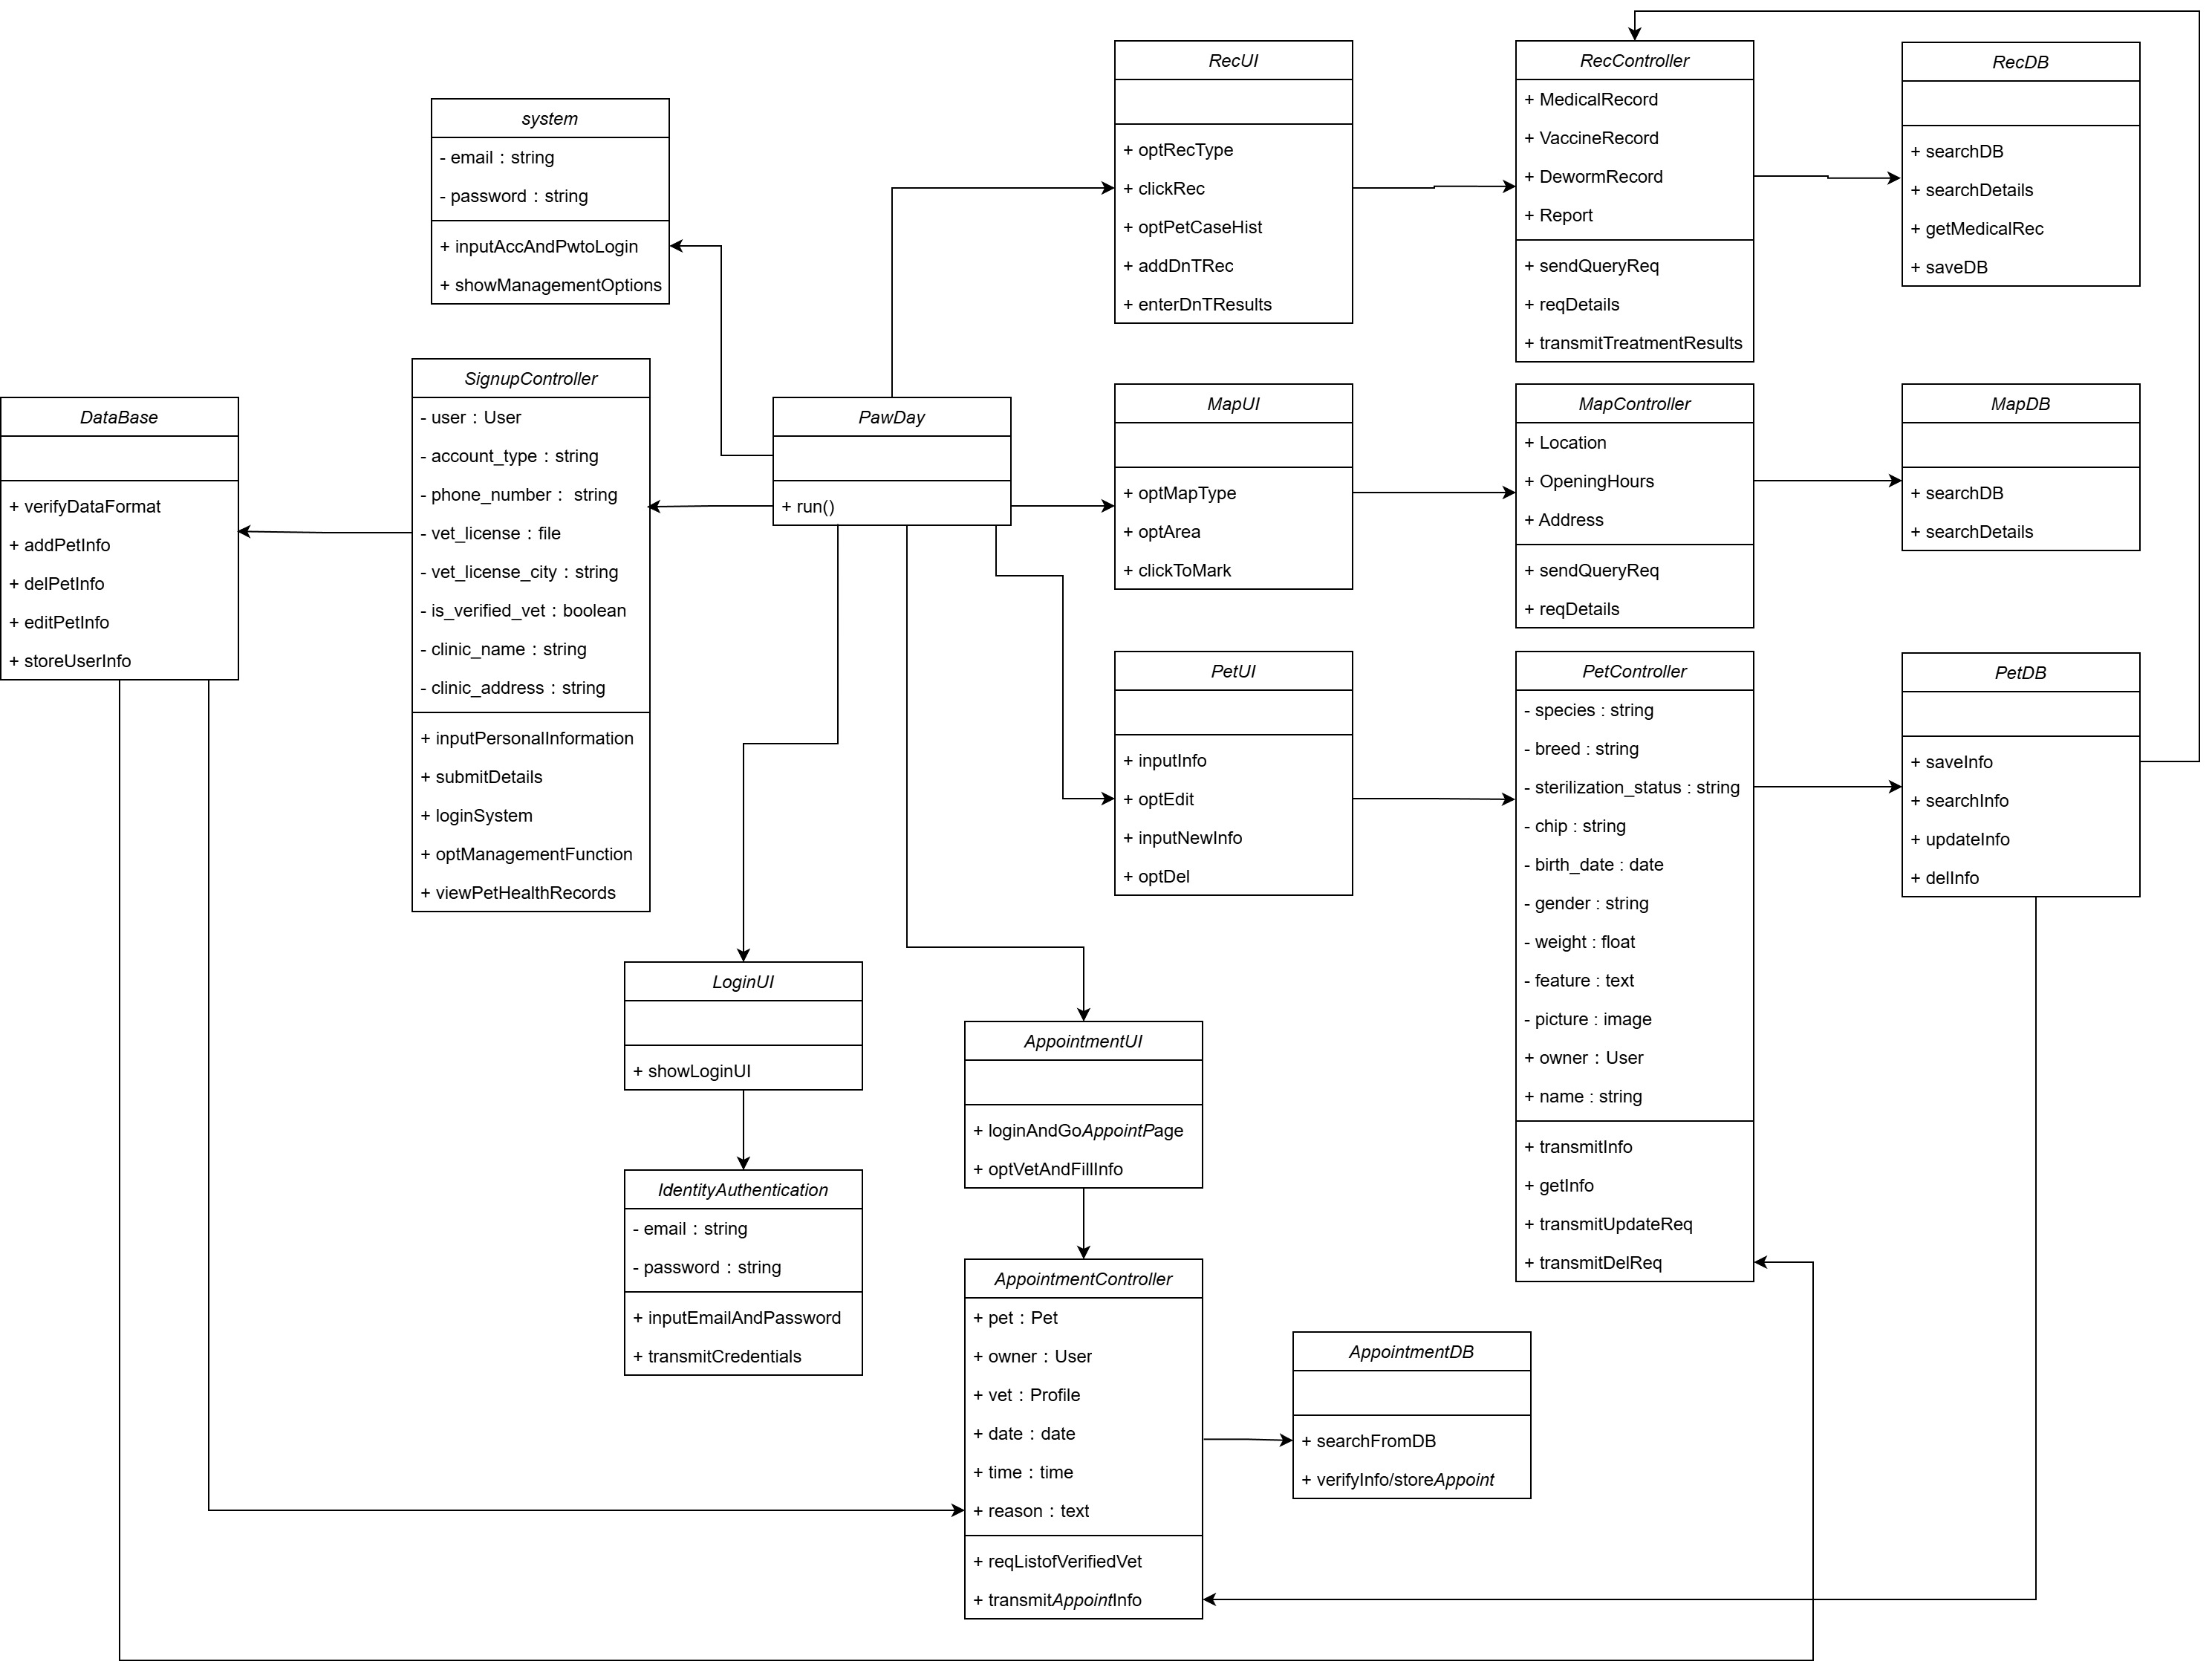 RecUI
+ optRecType
+ clickRec
+ optPetCaseHist
+ addDnTRec
+ enterDnTResults
RecController
+ MedicalRecord
+ VaccineRecord
+ DewormRecord
+ Report
+ sendQueryReq
+ reqDetails
+ transmitTreatmentResults
RecDB
+ searchDB
+ searchDetails
+ getMedicalRec
+ saveDB
system
- email：string
- password：string
+ inputAccAndPwtoLogin
+ showManagementOptions
DataBase
+ verifyDataFormat
+ addPetInfo
+ delPetInfo
+ editPetInfo
+ storeUserInfo
SignupController
- user：User
- account_type：string
- phone_number： string
- vet_license：file
- vet_license_city：string
- is_verified_vet：boolean
- clinic_name：string
- clinic_address：string
+ inputPersonalInformation
+ submitDetails
+ loginSystem
+ optManagementFunction
+ viewPetHealthRecords
PawDay
+ run()
MapUI
+ optMapType
+ optArea
+ clickToMark
MapController
+ Location
+ OpeningHours
+ Address
+ sendQueryReq
+ reqDetails
MapDB
+ searchDB
+ searchDetails
PetUI
+ inputInfo
+ optEdit
+ inputNewInfo
+ optDel
PetController
- species : string
- breed : string
- sterilization_status : string
- chip : string
- birth_date : date
- gender : string
- weight : float
- feature : text
- picture : image
+ owner：User
+ name : string
+ transmitInfo
+ getInfo
+ transmitUpdateReq
+ transmitDelReq
PetDB
+ saveInfo
+ searchInfo
+ updateInfo
+ delInfo
LoginUI
+ showLoginUI
IdentityAuthentication
- email：string
- password：string
+ inputEmailAndPassword
+ transmitCredentials
AppointmentUI
+ loginAndGoAppointPage
+ optVetAndFillInfo
AppointmentController
+ pet：Pet
+ owner：User
+ vet：Profile
+ date：date
+ time：time
+ reason：text
+ reqListofVerifiedVet
+ transmitAppointInfo
AppointmentDB
+ searchFromDB
+ verifyInfo/storeAppoint